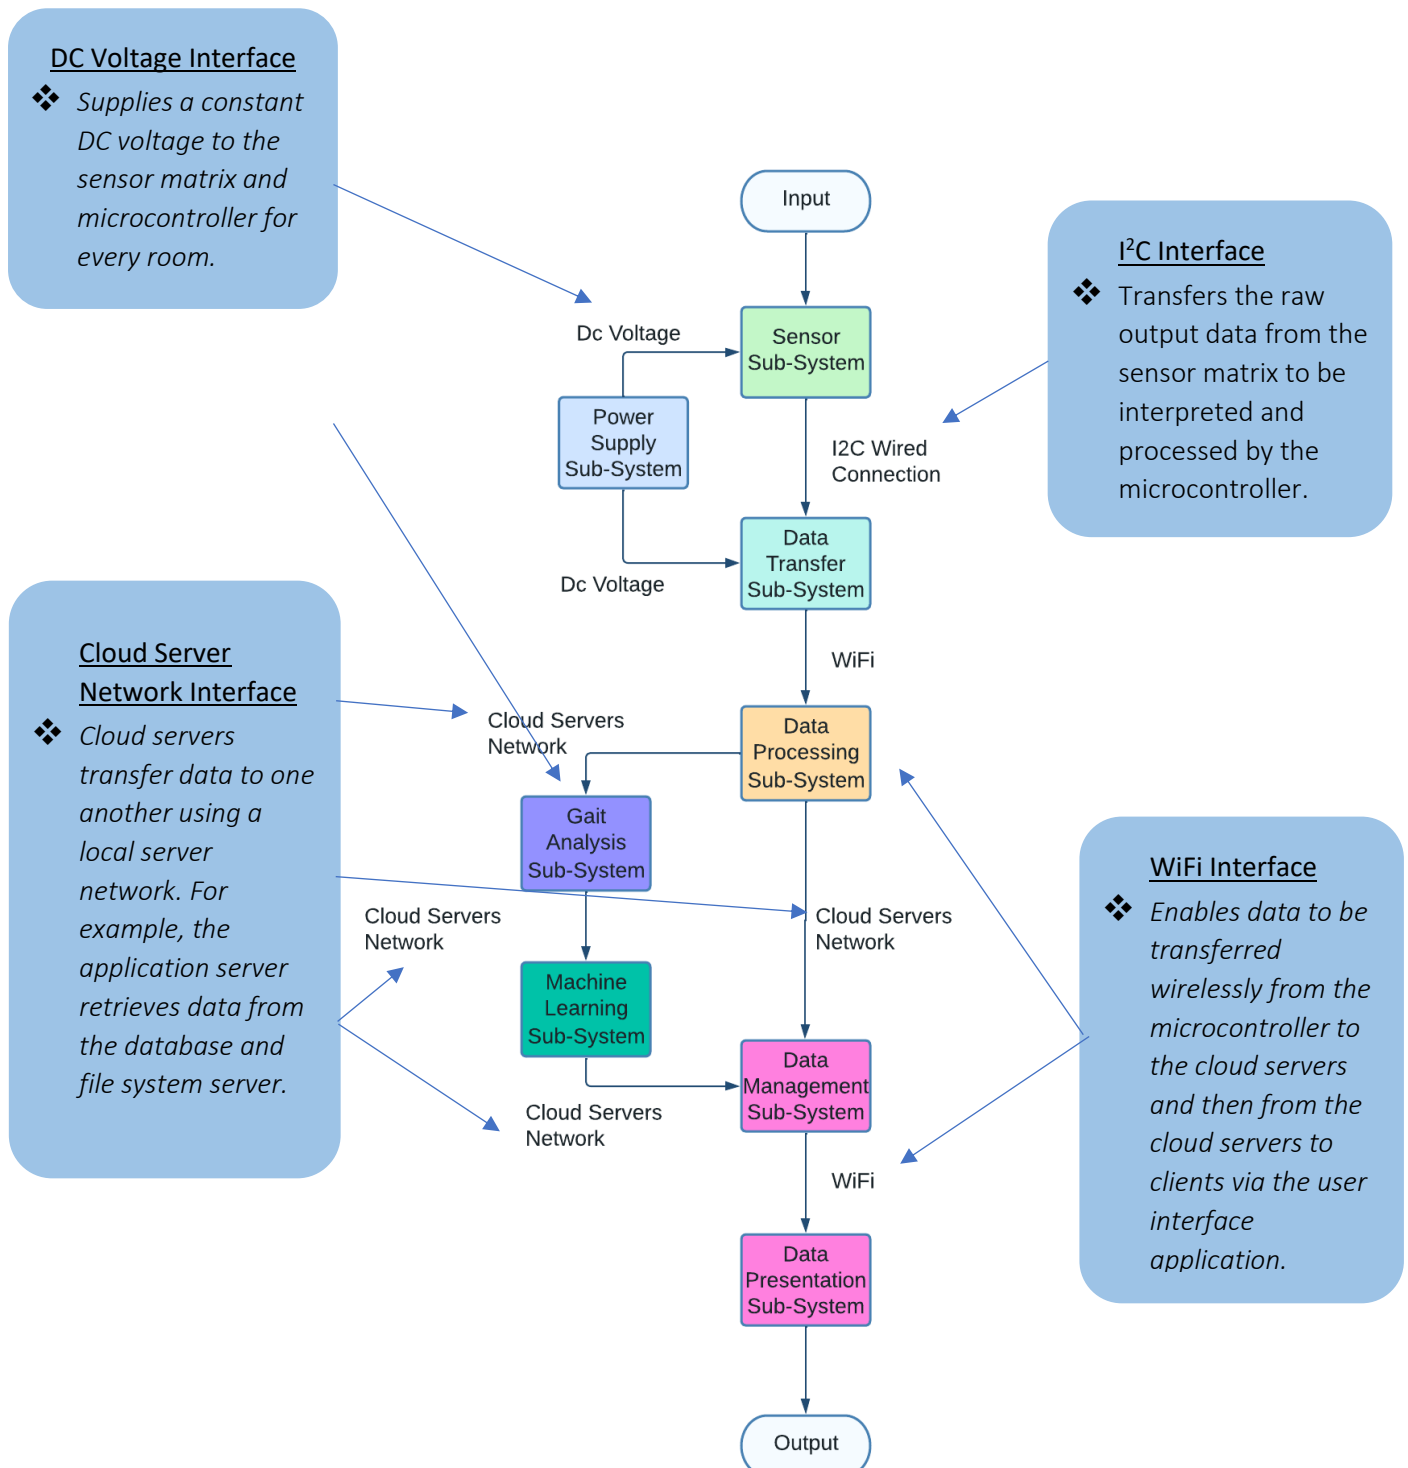 DC Voltage Interface
❖ Supplies a constant
DC voltage to the
sensor matrix and
microcontroller for
every room.
Input
I²C Interface
❖ Transfers the raw
output data from the
sensor matrix to be
interpreted and
processed by the
microcontroller.
Dc Voltage
Sensor
Sub-System
Power
Supply
Sub-System
I2C Wired
Connection
Data
Transfer
Sub-System
Dc Voltage
WiFi
Cloud Server
Network Interface
❖ Cloud servers
transfer data to one
another using a
local server
network. For
example, the
application server
retrieves data from
the database and
file system server.
Cloud Servers
Network
Data
Processing
Sub-System
Gait
Analysis
Sub-System
Cloud Servers
Network
Cloud Servers
Network
WiFi Interface
❖ Enables data to be
transferred
wirelessly from the
microcontroller to
the cloud servers
and then from the
cloud servers to
clients via the user
interface
application.
Machine
Learning
Sub-System
Data
Management
Sub-System
Cloud Servers
Network
WiFi
Data
Presentation
Sub-System
Output